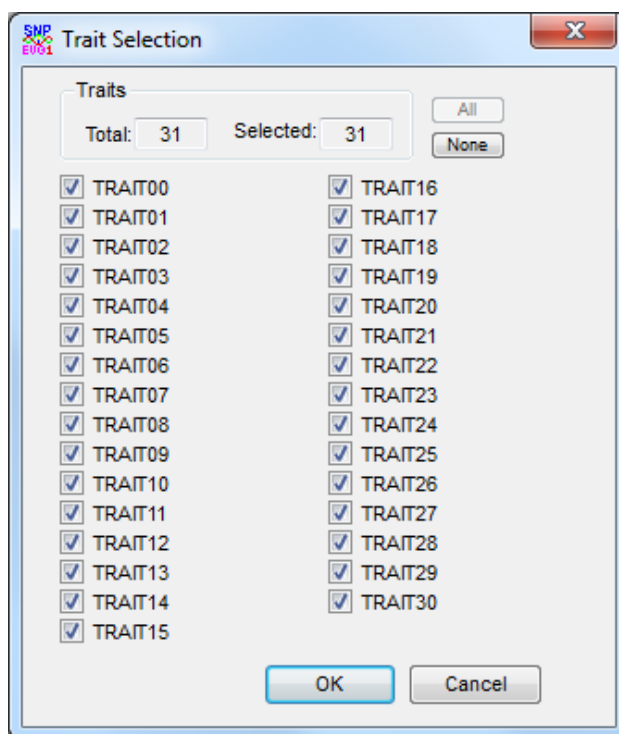 SNP
EVG1
Trait Selection
Traits
Total: 31 Selected: 31
All
None
TRAIT00
TRAIT01
TRAIT02
TRAIT03
TRAIT04
TRAIT05
TRAIT06
TRAIT07
TRAIT08
TRAIT09
TRAIT10
TRAIT11
TRAIT12
TRAIT13
TRAIT14
TRAIT15
TRAIT16
TRAIT17
TRAIT18
TRAIT19
TRAIT20
TRAIT21
TRAIT22
TRAIT23
TRAIT24
TRAIT25
TRAIT26
TRAIT27
TRAIT28
TRAIT29
TRAIT30
OK Cancel